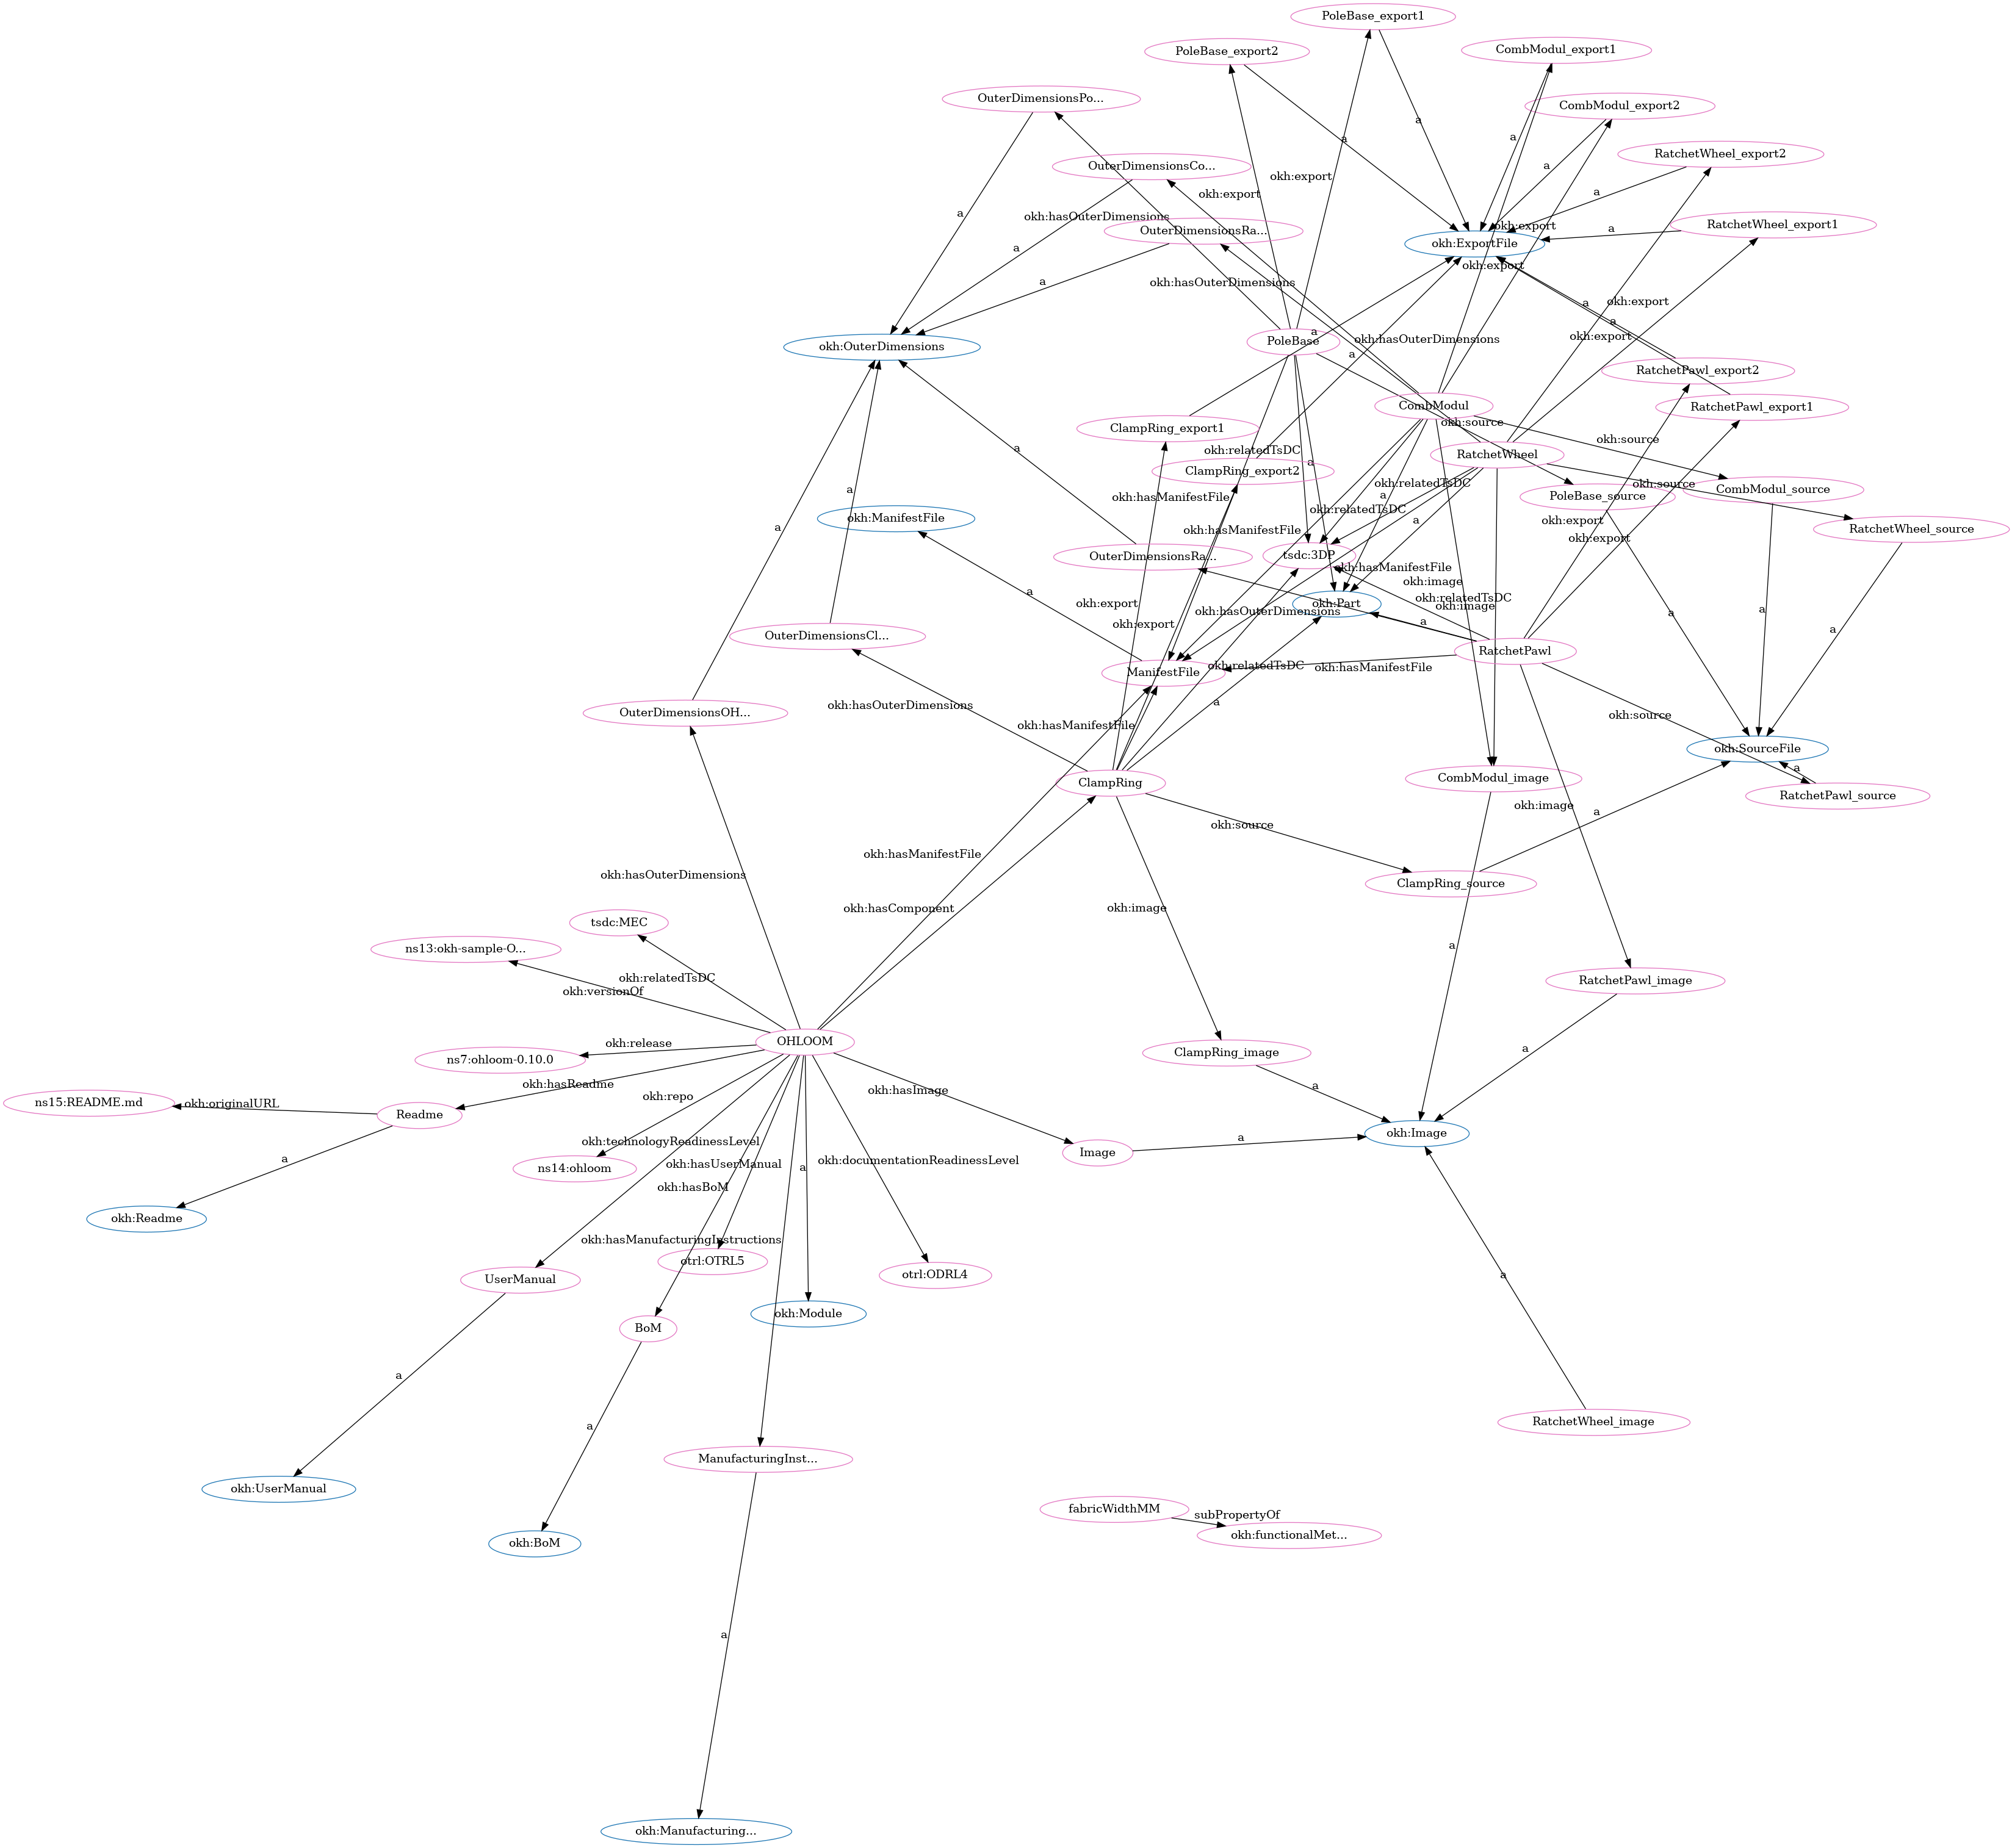 PoleBase_export1
PoleBase_export2
CombModul_export1
OuterDimensionsPo...
CombModul_export2
a
a
a
RatchetWheel_export2
OuterDimensionsCo...
a
okh:export
okh:export
a
a
okh:hasOuterDimensions
okh:export
RatchetWheel_export1
OuterDimensionsRa...
a
a
okh:ExportFile
okh:export
a
okh:hasOuterDimensions
okh:export
a
a
okh:export
okh:OuterDimensions
a
PoleBase
okh:hasOuterDimensions
a
RatchetPawl_export2
CombModul
RatchetPawl_export1
ClampRing_export1
okh:source
okh:source
a
okh:relatedTsDC
a
RatchetWheel
ClampRing_export2
okh:relatedTsDC
okh:source
a
okh:hasManifestFile
a
PoleBase_source
CombModul_source
okh:ManifestFile
okh:hasManifestFile
okh:relatedTsDC
a
okh:export
RatchetWheel_source
OuterDimensionsRa...
tsdc:3DP
okh:export
a
okh:hasManifestFile
okh:image
a
okh:export
okh:Part
okh:relatedTsDC
okh:image
okh:hasOuterDimensions
a
a
okh:export
a
a
OuterDimensionsCl...
RatchetPawl
ManifestFile
okh:relatedTsDC
okh:hasManifestFile
OuterDimensionsOH...
okh:hasOuterDimensions
a
okh:hasManifestFile
okh:source
okh:SourceFile
ClampRing
CombModul_image
a
RatchetPawl_source
okh:source
okh:image
a
okh:hasManifestFile
okh:hasOuterDimensions
ClampRing_source
okh:hasComponent
okh:image
tsdc:MEC
ns13:okh-sample-O...
a
okh:relatedTsDC
okh:versionOf
RatchetPawl_image
OHLOOM
okh:release
ns7:ohloom-0.10.0
ClampRing_image
a
okh:hasReadme
okh:repo
okh:hasImage
a
ns15:README.md
okh:originalURL
Readme
okh:technologyReadinessLevel
a
okh:Image
Image
a
ns14:ohloom
okh:hasUserManual
a
okh:documentationReadinessLevel
okh:hasBoM
okh:Readme
okh:hasManufacturingInstructions
otrl:OTRL5
otrl:ODRL4
a
UserManual
okh:Module
BoM
a
a
RatchetWheel_image
ManufacturingInst...
okh:UserManual
fabricWidthMM
subPropertyOf
okh:functionalMet...
okh:BoM
a
okh:Manufacturing...